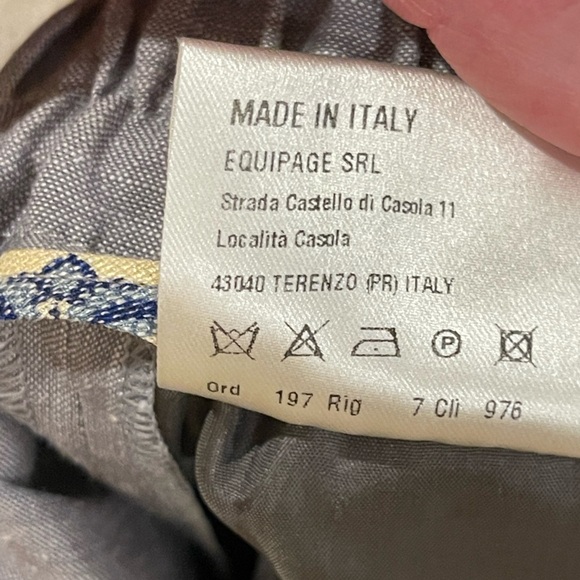 MADE IN ITALY
EQUIPAGE SRL
Strada Castello di Casola 11
Località Casola
43040 TERENZO (PR) ITALY
P
Ord 197 Rig 7 Cli 976